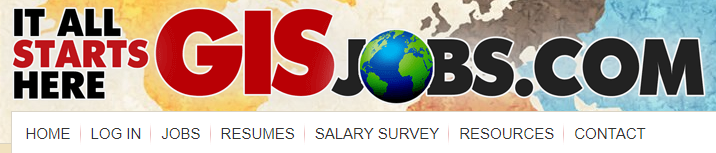 IT ALL
STARTS
HERE
GISJOBS.COM
HOME LOG IN JOBS RESUMES SALARY SURVEY RESOURCES CONTACT